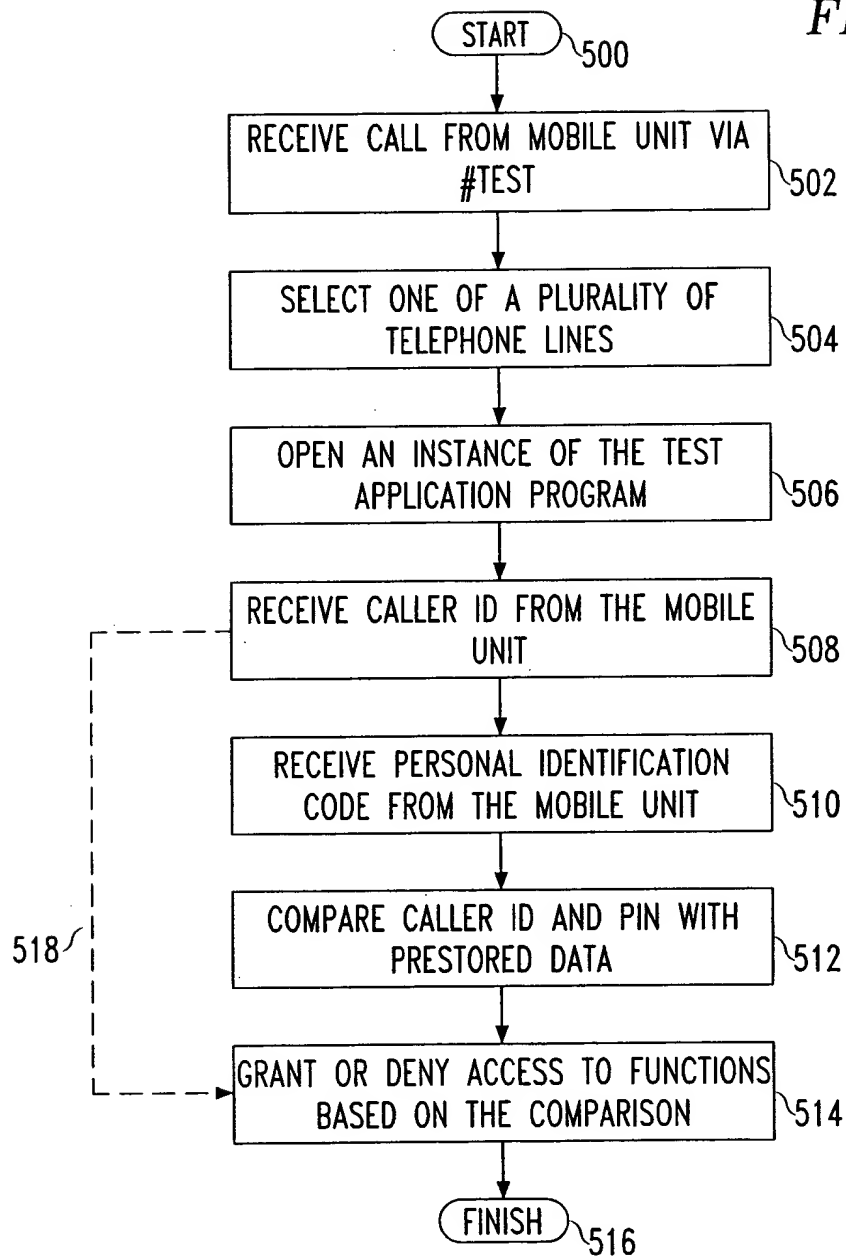 START
500
RECEIVE CALL FROM MOBILE UNIT VIA
#TEST
502
SELECT ONE OF A PLURALITY OF
TELEPHONE LINES
504
OPEN AN INSTANCE OF THE TEST
APPLICATION PROGRAM
506
RECEIVE CALLER ID FROM THE MOBILE
UNIT
508
RECEIVE PERSONAL IDENTIFICATION
CODE FROM THE MOBILE UNIT
510
COMPARE CALLER ID AND PIN WITH
PRESTORED DATA
512
518
GRANT OR DENY ACCESS TO FUNCTIONS
BASED ON THE COMPARISON
514
FINISH
516